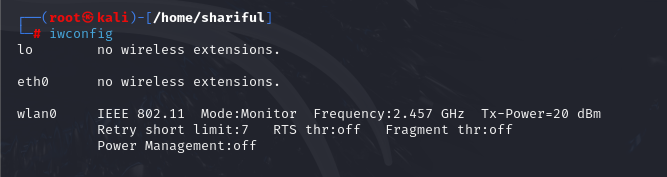 ┌──(root㉿kali)-[/home/shariful]
└─# iwconfig
lo        no wireless extensions.
eth0      no wireless extensions.
wlan0     IEEE 802.11  Mode:Monitor  Frequency:2.457 GHz  Tx-Power=20 dBm
          Retry short limit:7   RTS thr:off   Fragment thr:off
          Power Management:off